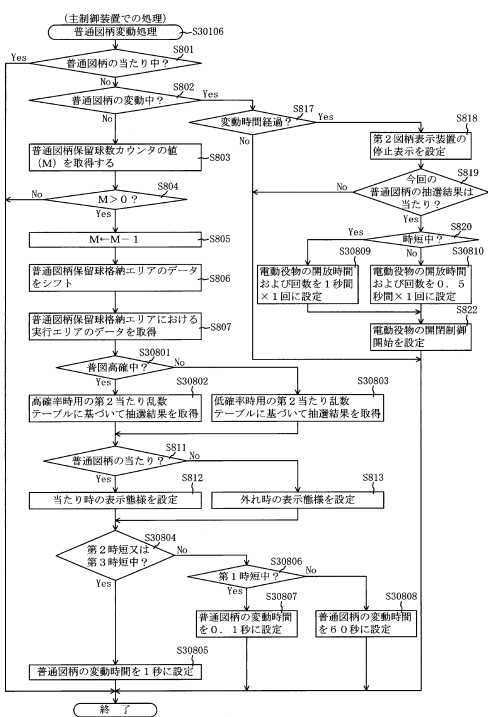 (主制御装置での処理)
普通図柄変動処理
S30106
S801
Yes
普通図柄の当たり中?
No
S802
普通図柄の変動中?
Yes
No
S817
変動時間経過?
Yes
No
S818
第2図柄表示装置の
停止表示を設定
普通図柄保留球数カウンタの値
(M)を取得する
S803
S819
今回の
普通図柄の抽選結果は
当たり?
No
Yes
S804
No
M>0?
Yes
S820
時短中?
Yes
No
M←M-1
S805
S30809
電動役物の開放時間
および回数を1秒間
×1回に設定
S30810
電動役物の開放時間
および回数を0.5
秒間×1回に設定
普通図柄保留球格納エリアのデータ
をシフト
S806
S822
電動役物の開閉制御
開始を設定
普通図柄保留球格納エリアにおける
実行エリアのデータを取得
S807
S30801
普図高確中?
No
Yes
S30802
高確率時用の第2当たり乱数
テーブルに基づいて抽選結果を取得
S30803
低確率時用の第2当たり乱数
テーブルに基づいて抽選結果を取得
S811
普通図柄の当たり?
No
Yes
S812
当たり時の表示態様を設定
S813
外れ時の表示態様を設定
S30804
第2時短又は
第3時短中?
No
Yes
S30806
第1時短中?
No
Yes
S30807
普通図柄の変動時間
を0.1秒に設定
S30808
普通図柄の変動時間
を60秒に設定
S30805
普通図柄の変動時間を1秒に設定
終了